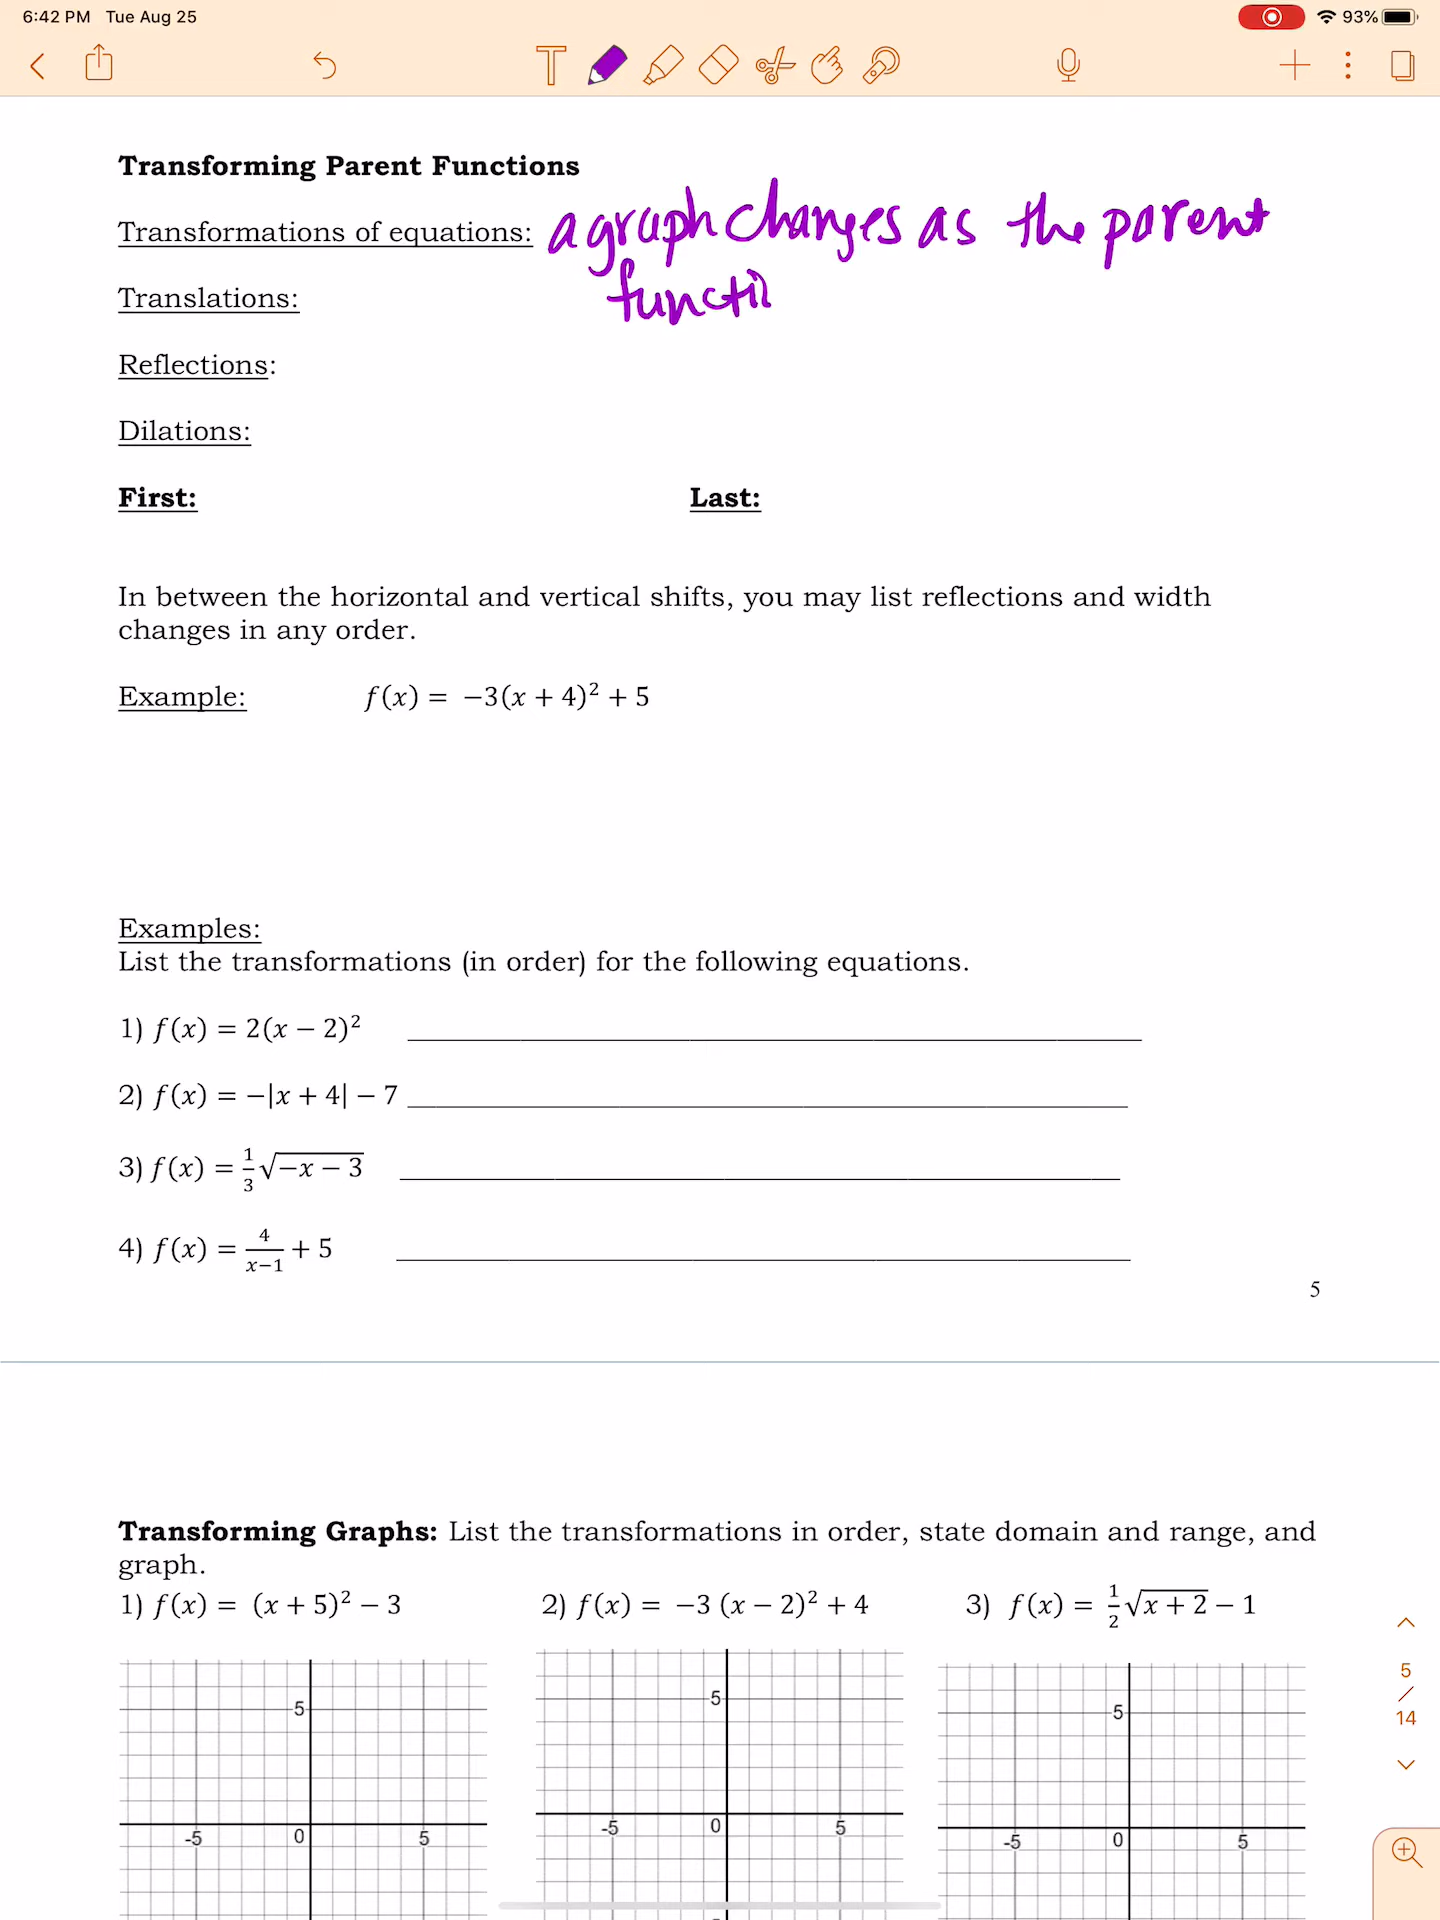 6:42 PM Tue Aug 25
93%
Transforming Parent Functions
Transformations of equations: a graph changes as the parent
functi
Translations:
Reflections:
Dilations:
First: Last:
In between the horizontal and vertical shifts, you may list reflections and width
changes in any order.
Example: f(x) = −3(x + 4)² + 5
Examples:
List the transformations (in order) for the following equations.
1) f(x) = 2(x − 2)² ____
2) f(x) = −|x + 4| − 7 ____
3) f(x) = 1/3 √(−x − 3) ____
4) f(x) = 4/(x−1) + 5 ____
5
Transforming Graphs: List the transformations in order, state domain and range, and
graph.
1) f(x) = (x + 5)² − 3 2) f(x) = −3 (x − 2)² + 4 3) f(x) = 1/2 √(x + 2) − 1
5 5 5
-5 0 5 -5 0 5 -5 0 5
5
/
14